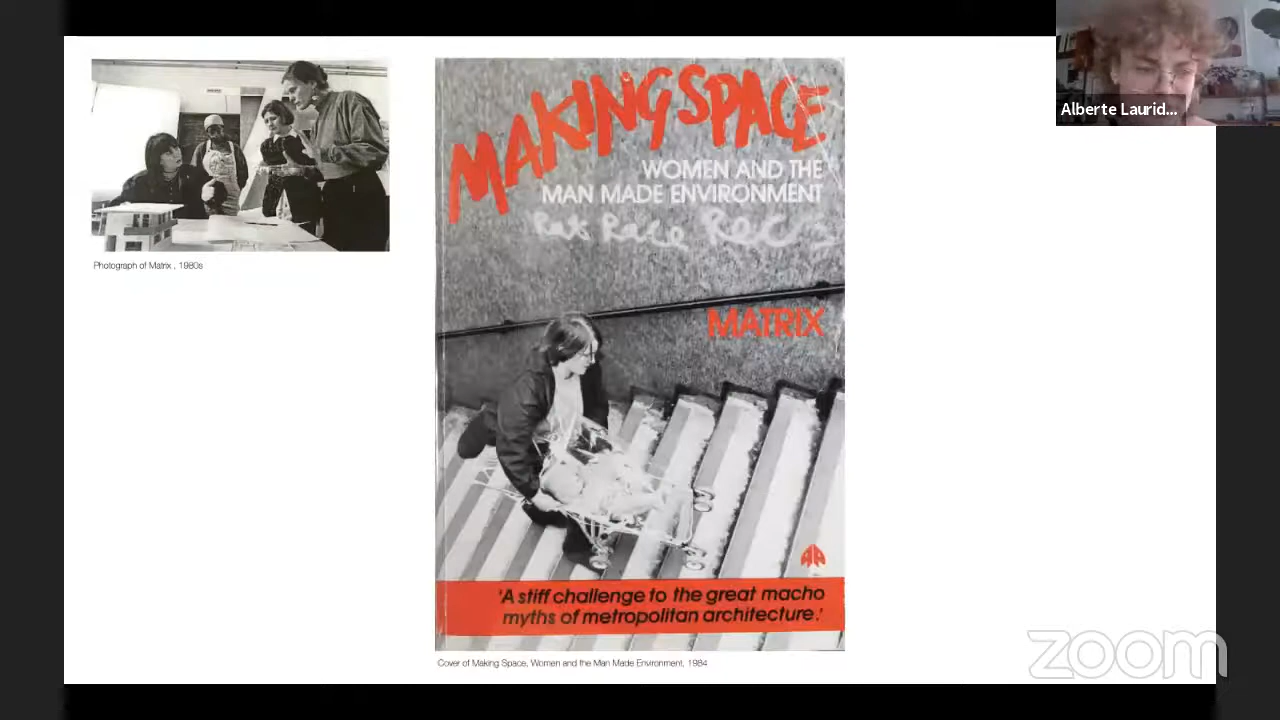 Alberte Laurid...
MAKING SPACE
WOMEN AND THE
MAN MADE ENVIRONMENT
Rat Race
MATRIX
'A stiff challenge to the great macho
myths of metropolitan architecture.'
Photograph of Matrix , 1980s
Cover of Making Space, Women and the Man Made Environment, 1984
zoom